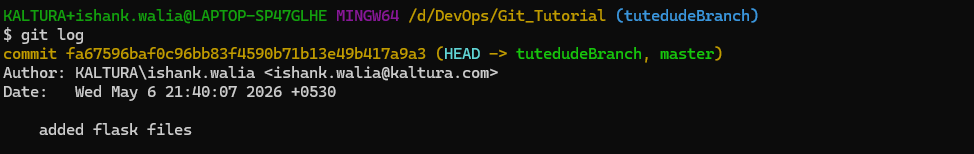 KALTURA+ishank.walia@LAPTOP-SP47GLHE MINGW64 /d/DevOps/Git_Tutorial (tutedudeBranch)
$ git log
commit fa67596baf0c96bb83f4590b71b13e49b417a9a3 (HEAD -> tutedudeBranch, master)
Author: KALTURA\ishank.walia <ishank.walia@kaltura.com>
Date:   Wed May 6 21:40:07 2026 +0530
    added flask files